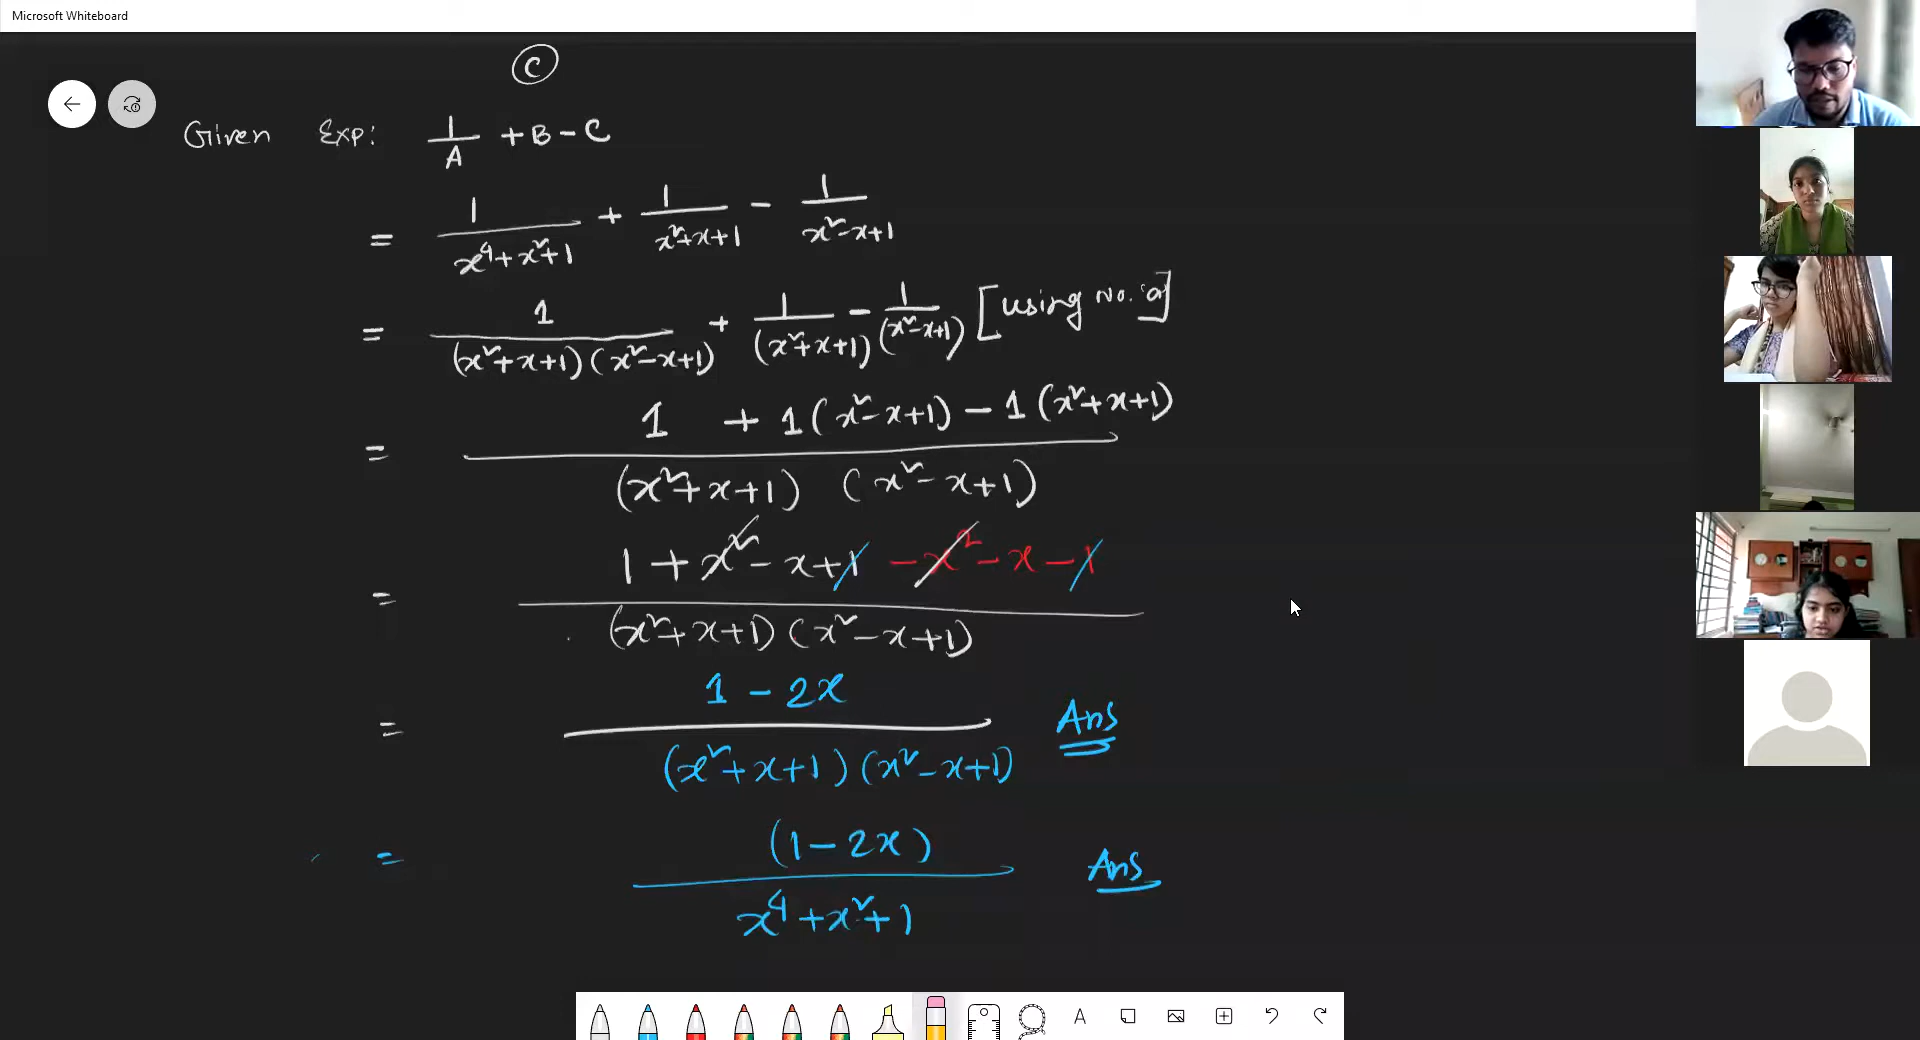 Microsoft Whiteboard
C
Given Exp: 1/A + B - C
= 1/(x⁴+x²+1) + 1/(x²+x+1) - 1/(x²-x+1)
= 1/((x²+x+1)(x²-x+1)) + 1/(x²+x+1) - 1/(x²-x+1) [using No. 'a']
= (1 + 1(x²-x+1) - 1(x²+x+1))/((x²+x+1)(x²-x+1))
= (1+x²-x+1-x²-x-1)/((x²+x+1)(x²-x+1))
= (1-2x)/((x²+x+1)(x²-x+1)) Ans
= (1-2x)/(x⁴+x²+1) Ans
A